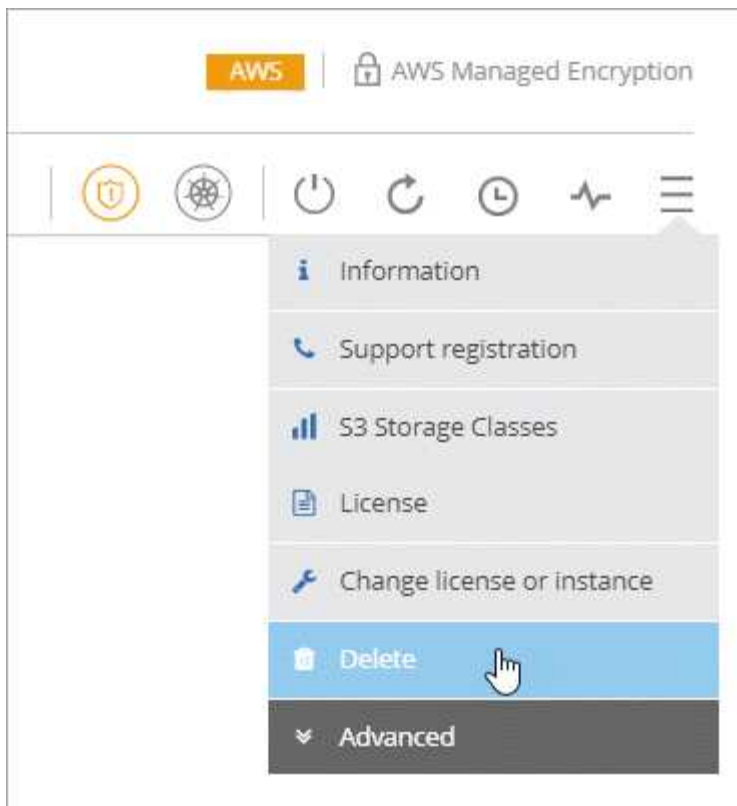 AWS
AWS Managed Encryption
Information
Support registration
S3 Storage Classes
License
Change license or instance
Delete
Advanced